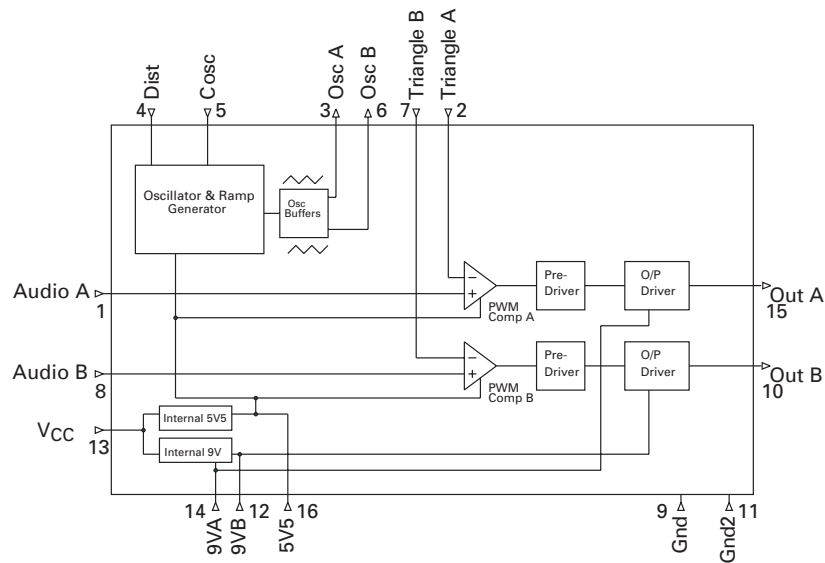 Dist
Cosc
Osc A
Osc B
Triangle B
Triangle A
4
5
3
6
7
2
Oscillator & Ramp
Generator
Osc
Buffers
Audio A
1
−
+
PWM
Comp A
Pre-
Driver
O/P
Driver
Out A
15
Audio B
8
−
+
PWM
Comp B
Pre-
Driver
O/P
Driver
Out B
10
VCC
13
Internal 5V5
Internal 9V
14
12
16
9
11
9VA
9VB
5V5
Gnd
Gnd2